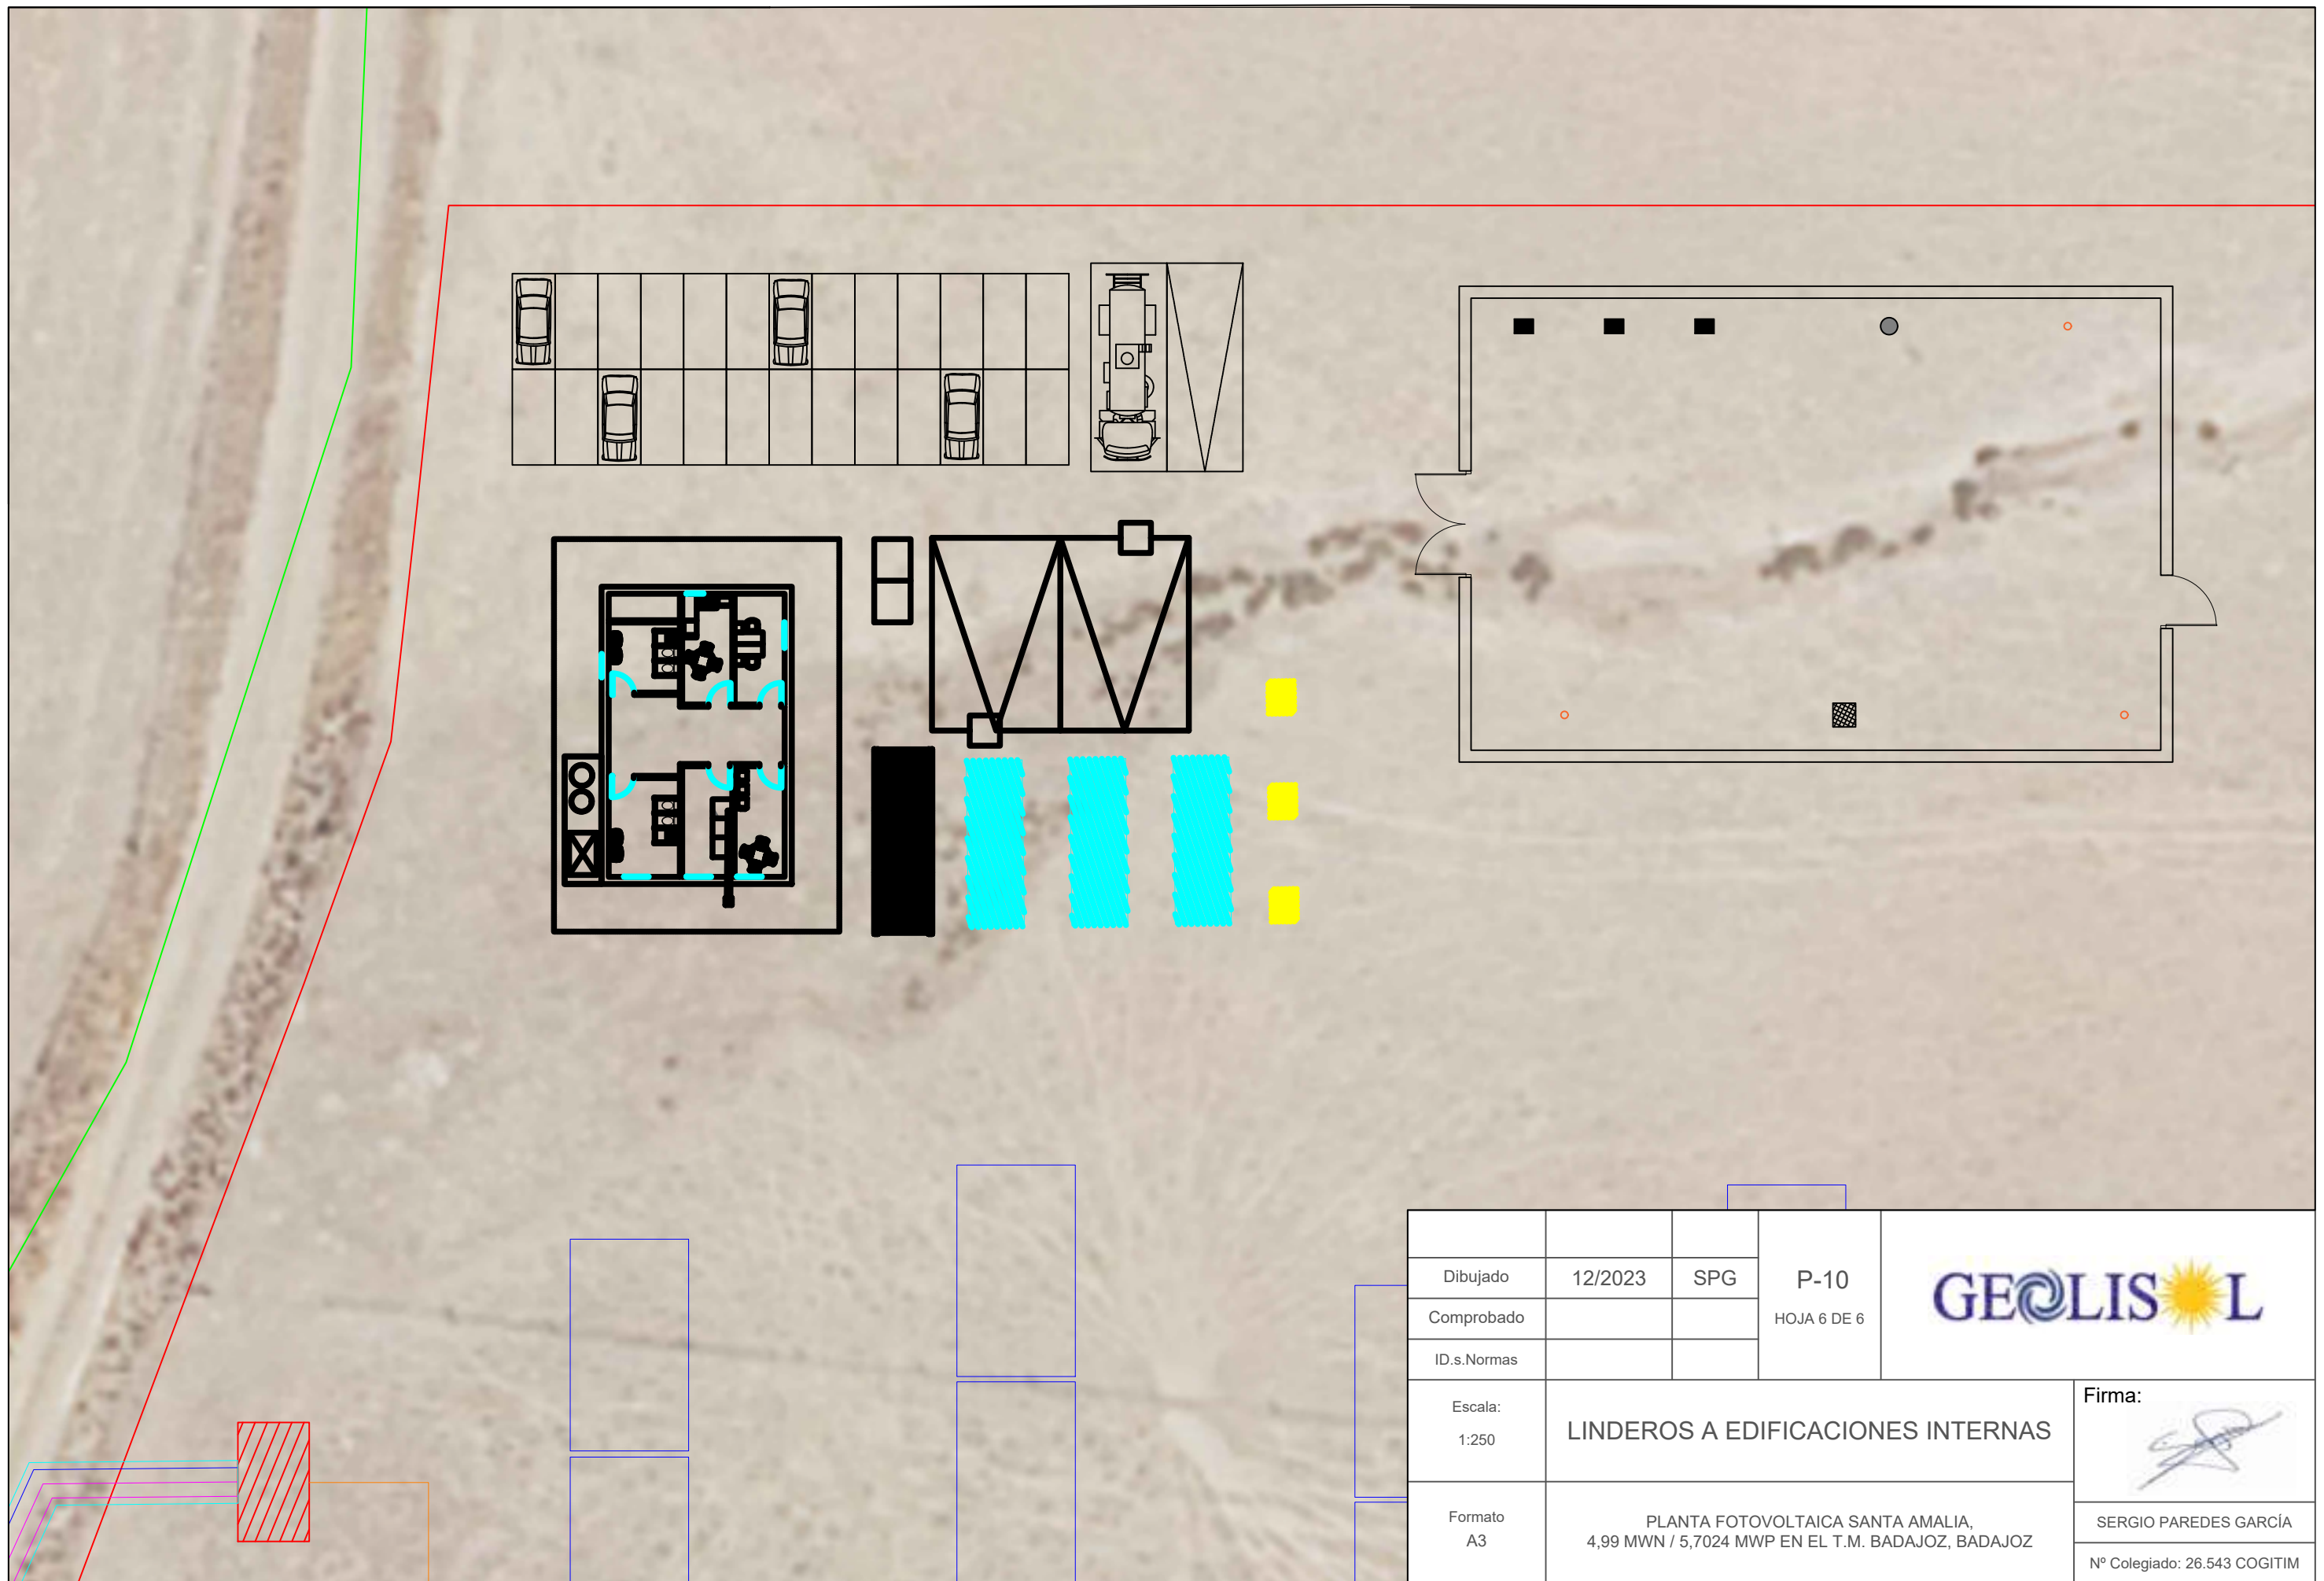 Dibujado 12/2023 SPG
Comprobado
ID.s.Normas
P-10
HOJA 6 DE 6
GEOLISOL
Escala:
1:250
LINDEROS A EDIFICACIONES INTERNAS
Firma:
Formato
A3
PLANTA FOTOVOLTAICA SANTA AMALIA,
4,99 MWN / 5,7024 MWP EN EL T.M. BADAJOZ, BADAJOZ
SERGIO PAREDES GARCÍA
Nº Colegiado: 26.543 COGITIM